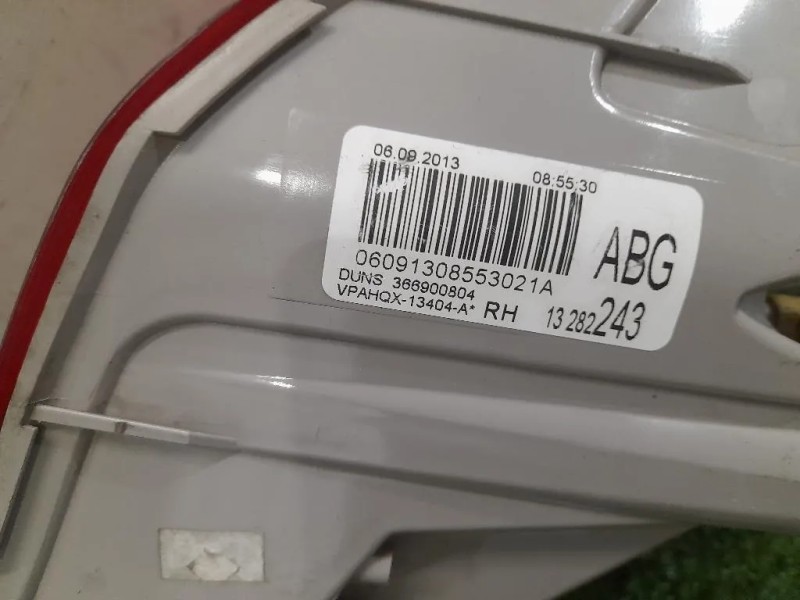 06.09.2013 08:55:30
06091308553021A
ABG
DUNS 366900804
VPAHQX-13404-A* RH 13 282 243